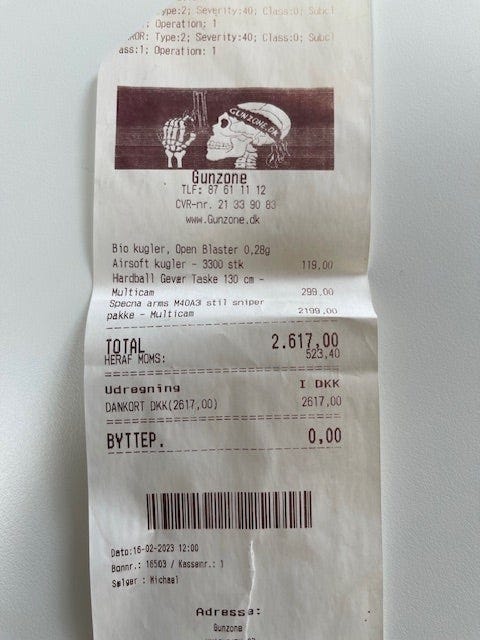 ype:2; Severity:40; Class:0; Subcl
; Operation: 1
ROR: Type:2; Severity:40; Class:0; Subcl
ass:1; Operation: 1
GUNZONE.DK
Gunzone
TLF: 87 61 11 12
CVR-nr. 21 33 90 83
www.Gunzone.dk
Bio kugler, Open Blaster 0,28g
Airsoft kugler - 3300 stk 119,00
Hardball Gevær Taske 130 cm -
Multicam 299,00
Specna arms M40A3 stil sniper
pakke - Multicam 2199,00
TOTAL 2.617,00
HERAF MOMS: 523,40
Udregning I DKK
DANKORT DKK(2617,00) 2617,00
BYTTEP. 0,00
Dato:16-02-2023 12:00
Bonnr.: 16503 / Kassenr.: 1
Sælger : Michael
Adresse:
Gunzone